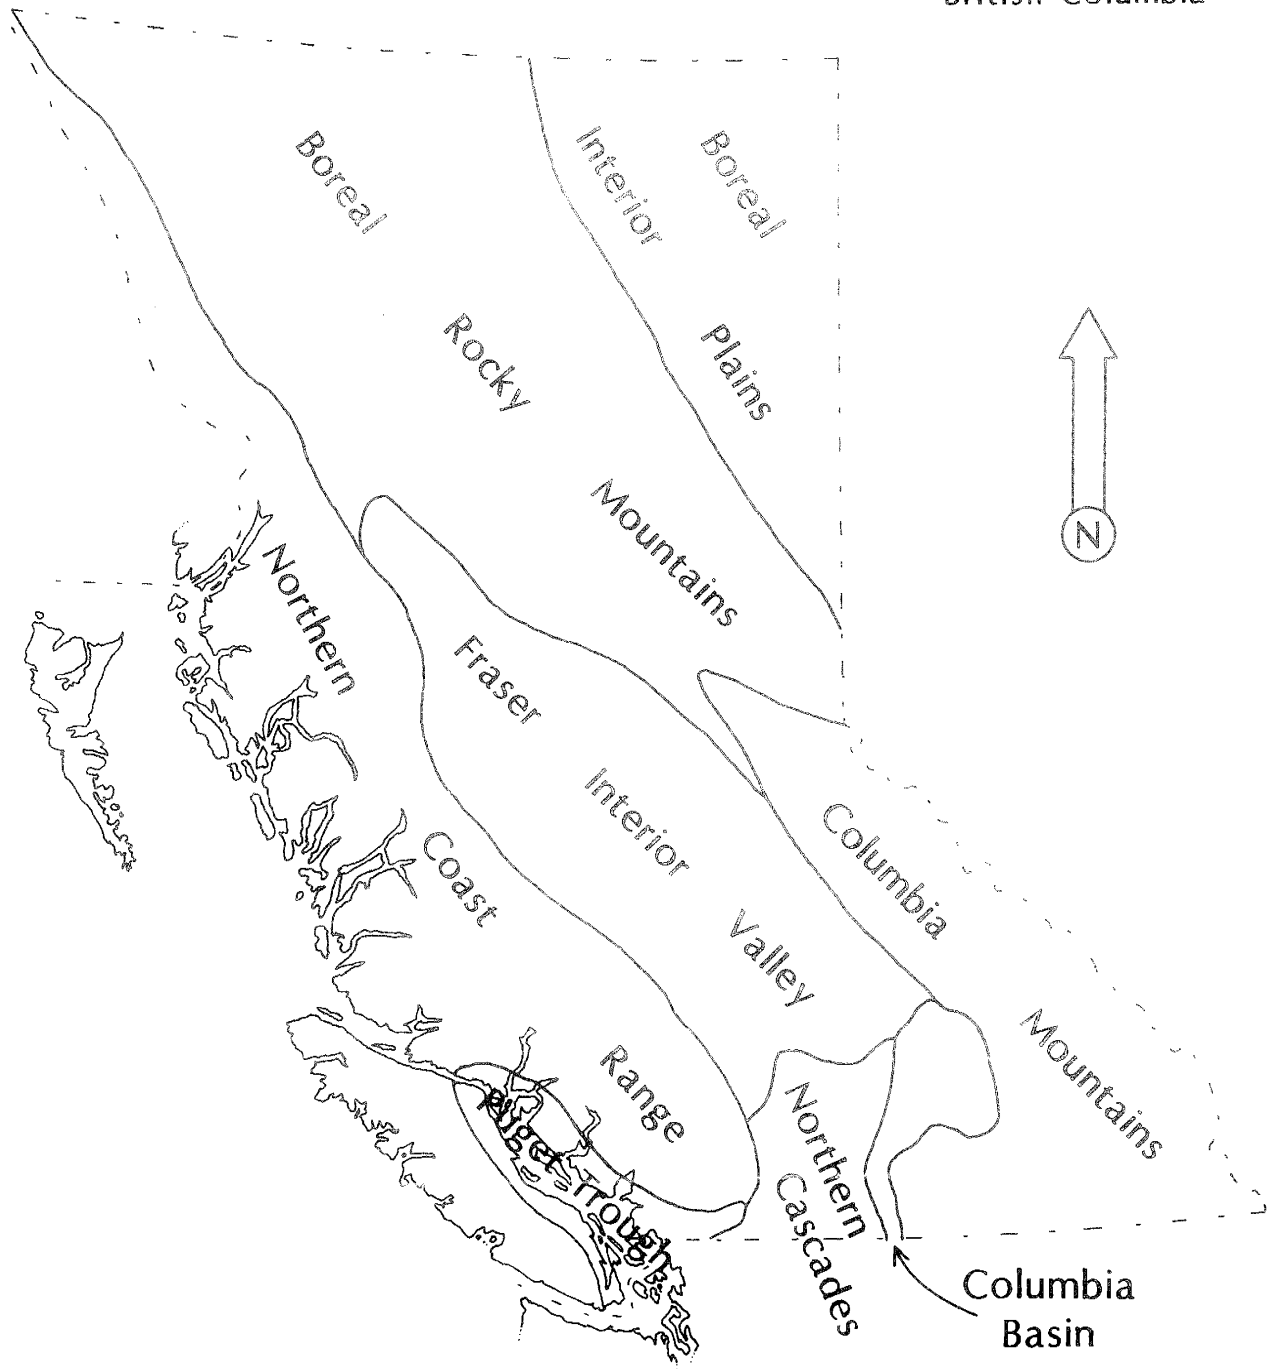 British Columbia
Boreal
Interior
Boreal
Plains
Rocky
Mountains
N
Northern
Coast
Range
Fraser
Interior
Valley
Columbia
Mountains
Puget Trough
Northern
Cascades
Columbia
Basin